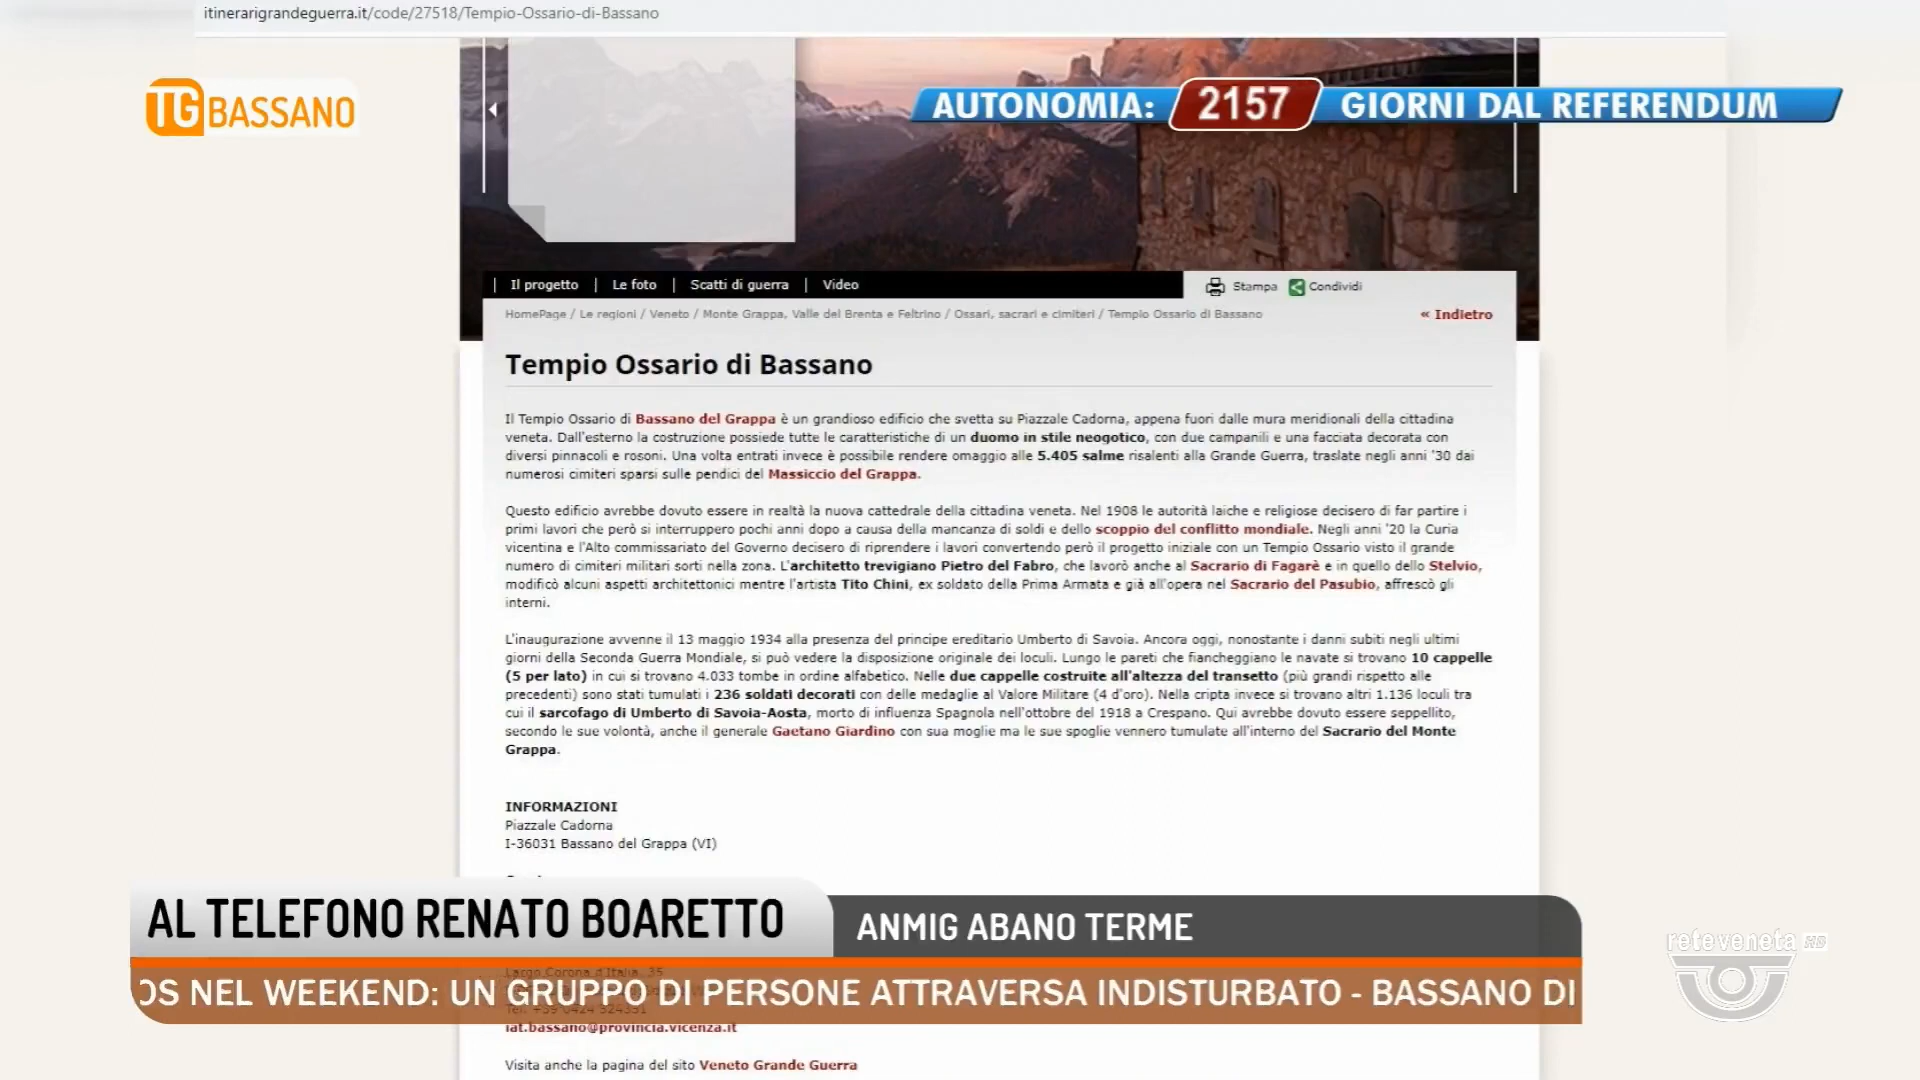 itinerarigrandeguerra.it/code/27518/Tempio-Ossario-di-Bassano
TG BASSANO
AUTONOMIA: 2157 GIORNI DAL REFERENDUM
| Il progetto | Le foto | Scatti di guerra | Video
Stampa Condividi
HomePage / Le regioni / Veneto / Monte Grappa, Valle del Brenta e Feltrino / Ossari, sacrari e cimiteri / Tempio Ossario di Bassano
« Indietro
Tempio Ossario di Bassano
Il Tempio Ossario di Bassano del Grappa è un grandioso edificio che svetta su Piazzale Cadorna, appena fuori dalle mura meridionali della cittadina
veneta. Dall'esterno la costruzione possiede tutte le caratteristiche di un duomo in stile neogotico, con due campanili e una facciata decorata con
diversi pinnacoli e rosoni. Una volta entrati invece è possibile rendere omaggio alle 5.405 salme risalenti alla Grande Guerra, traslate negli anni '30 dai
numerosi cimiteri sparsi sulle pendici del Massiccio del Grappa.
Questo edificio avrebbe dovuto essere in realtà la nuova cattedrale della cittadina veneta. Nel 1908 le autorità laiche e religiose decisero di far partire i
primi lavori che però si interruppero pochi anni dopo a causa della mancanza di soldi e dello scoppio del conflitto mondiale. Negli anni '20 la Curia
vicentina e l'Alto commissariato del Governo decisero di riprendere i lavori convertendo però il progetto iniziale con un Tempio Ossario visto il grande
numero di cimiteri militari sorti nella zona. L'architetto trevigiano Pietro del Fabro, che lavorò anche al Sacrario di Fagarè e in quello dello Stelvio,
modificò alcuni aspetti architettonici mentre l'artista Tito Chini, ex soldato della Prima Armata e già all'opera nel Sacrario del Pasubio, affrescò gli
interni.
L'inaugurazione avvenne il 13 maggio 1934 alla presenza del principe ereditario Umberto di Savoia. Ancora oggi, nonostante i danni subiti negli ultimi
giorni della Seconda Guerra Mondiale, si può vedere la disposizione originale dei loculi. Lungo le pareti che fiancheggiano le navate si trovano 10 cappelle
(5 per lato) in cui si trovano 4.033 tombe in ordine alfabetico. Nelle due cappelle costruite all'altezza del transetto (più grandi rispetto alle
precedenti) sono stati tumulati i 236 soldati decorati con delle medaglie al Valore Militare (4 d'oro). Nella cripta invece si trovano altri 1.136 loculi tra
cui il sarcofago di Umberto di Savoia-Aosta, morto di influenza Spagnola nell'ottobre del 1918 a Crespano. Qui avrebbe dovuto essere seppellito,
secondo le sue volontà, anche il generale Gaetano Giardino con sua moglie ma le sue spoglie vennero tumulate all'interno del Sacrario del Monte
Grappa.
INFORMAZIONI
Piazzale Cadorna
I-36031 Bassano del Grappa (VI)
AL TELEFONO RENATO BOARETTO
ANMIG ABANO TERME
reteveneta HD
Largo Corona d'Italia, 35
OS NEL WEEKEND: UN GRUPPO DI PERSONE ATTRAVERSA INDISTURBATO - BASSANO DI
Tel. +39 0424 524351
iat.bassano@provincia.vicenza.it
Visita anche la pagina del sito Veneto Grande Guerra